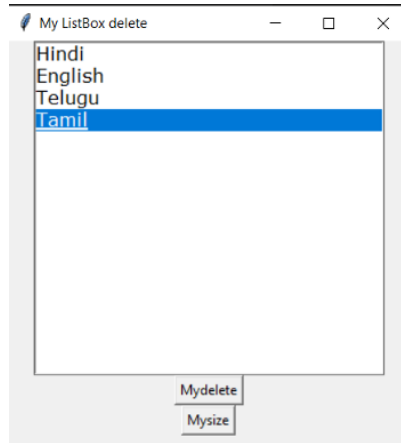 My ListBox delete
Hindi
English
Telugu
Tamil
Mydelete
Mysize